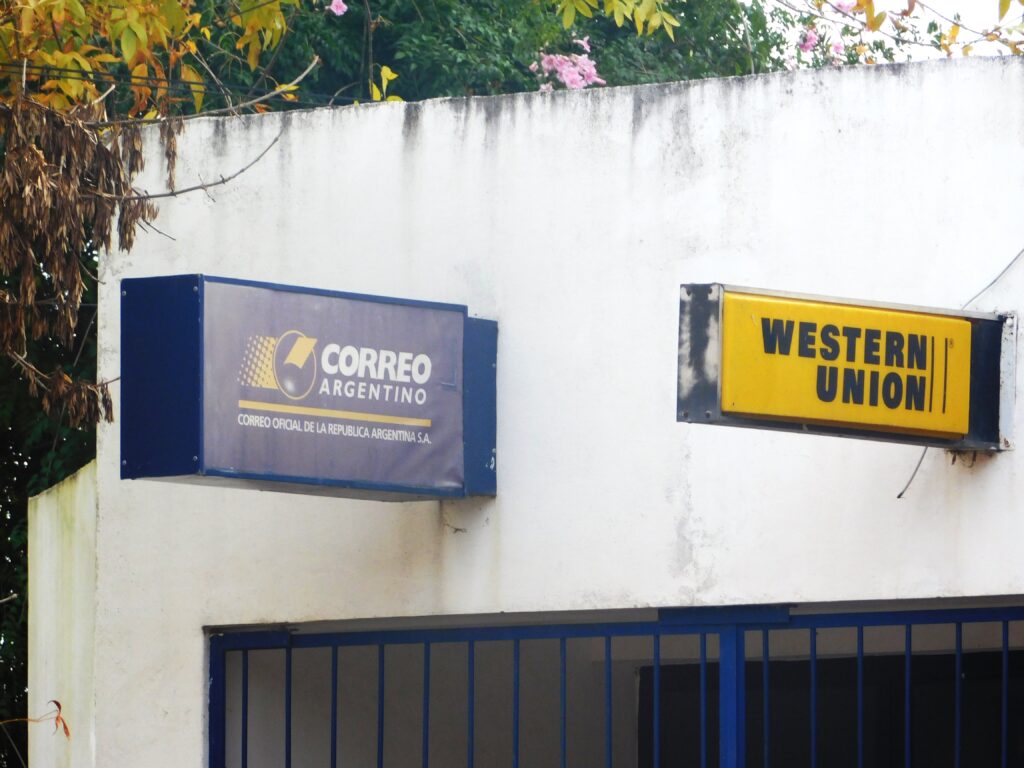 CORREO
ARGENTINO
CORREO OFICIAL DE LA REPUBLICA ARGENTINA S.A.
WESTERN
UNION
®